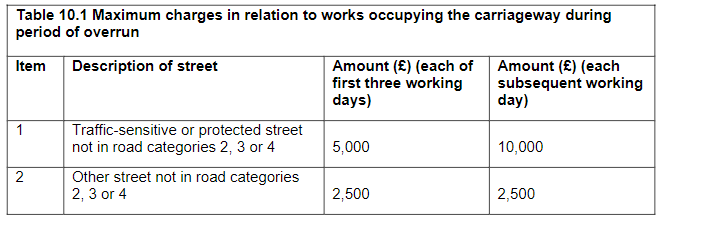 Table 10.1 Maximum charges in relation to works occupying the carriageway during
period of overrun
Item
Description of street
Amount (£) (each of
first three working
days)
Amount (£) (each
subsequent working
day)
1
Traffic-sensitive or protected street
not in road categories 2, 3 or 4
5,000
10,000
2
Other street not in road categories
2, 3 or 4
2,500
2,500